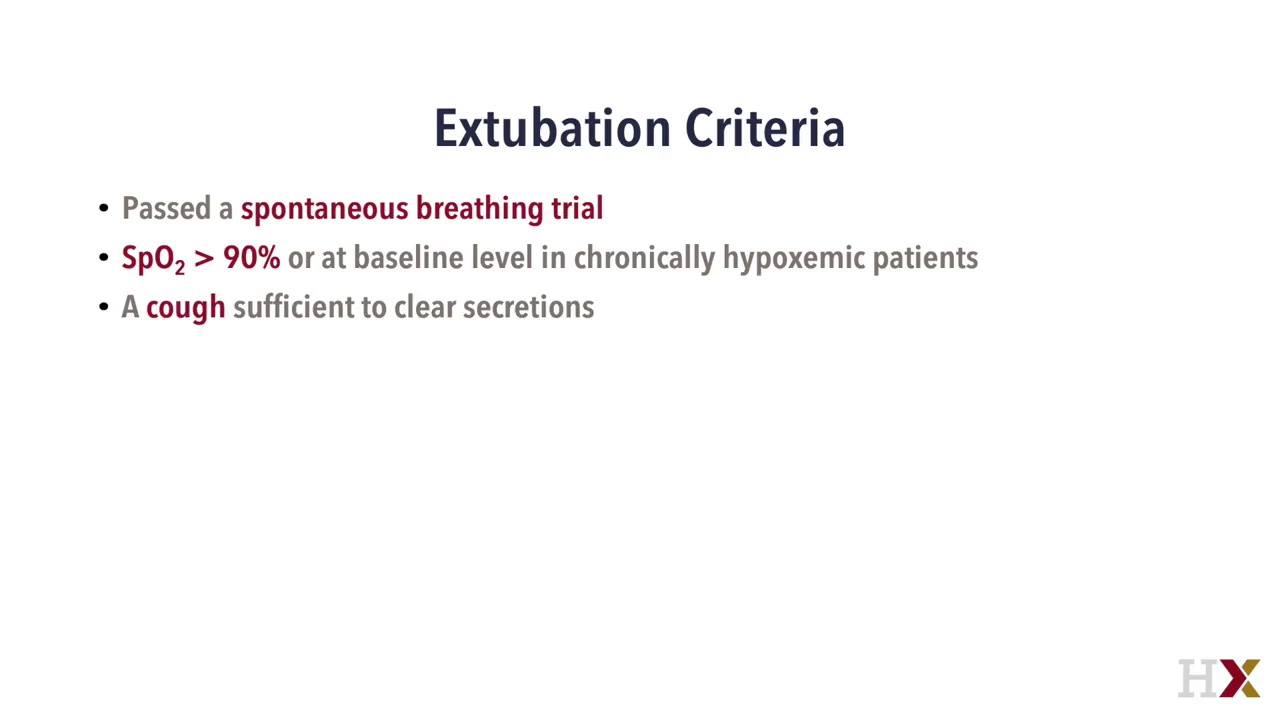 Extubation Criteria
• Passed a spontaneous breathing trial
• SpO₂ > 90% or at baseline level in chronically hypoxemic patients
• A cough sufficient to clear secretions
HX